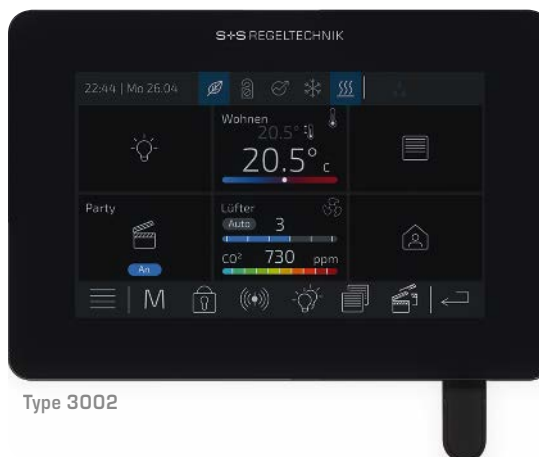 S+S REGELTECHNIK
22:44 | Mo 26.04
Wohnen
20.5°
20.5° C
Party
An
Lüfter
Auto 3
CO² 730 ppm
M
Type 3002